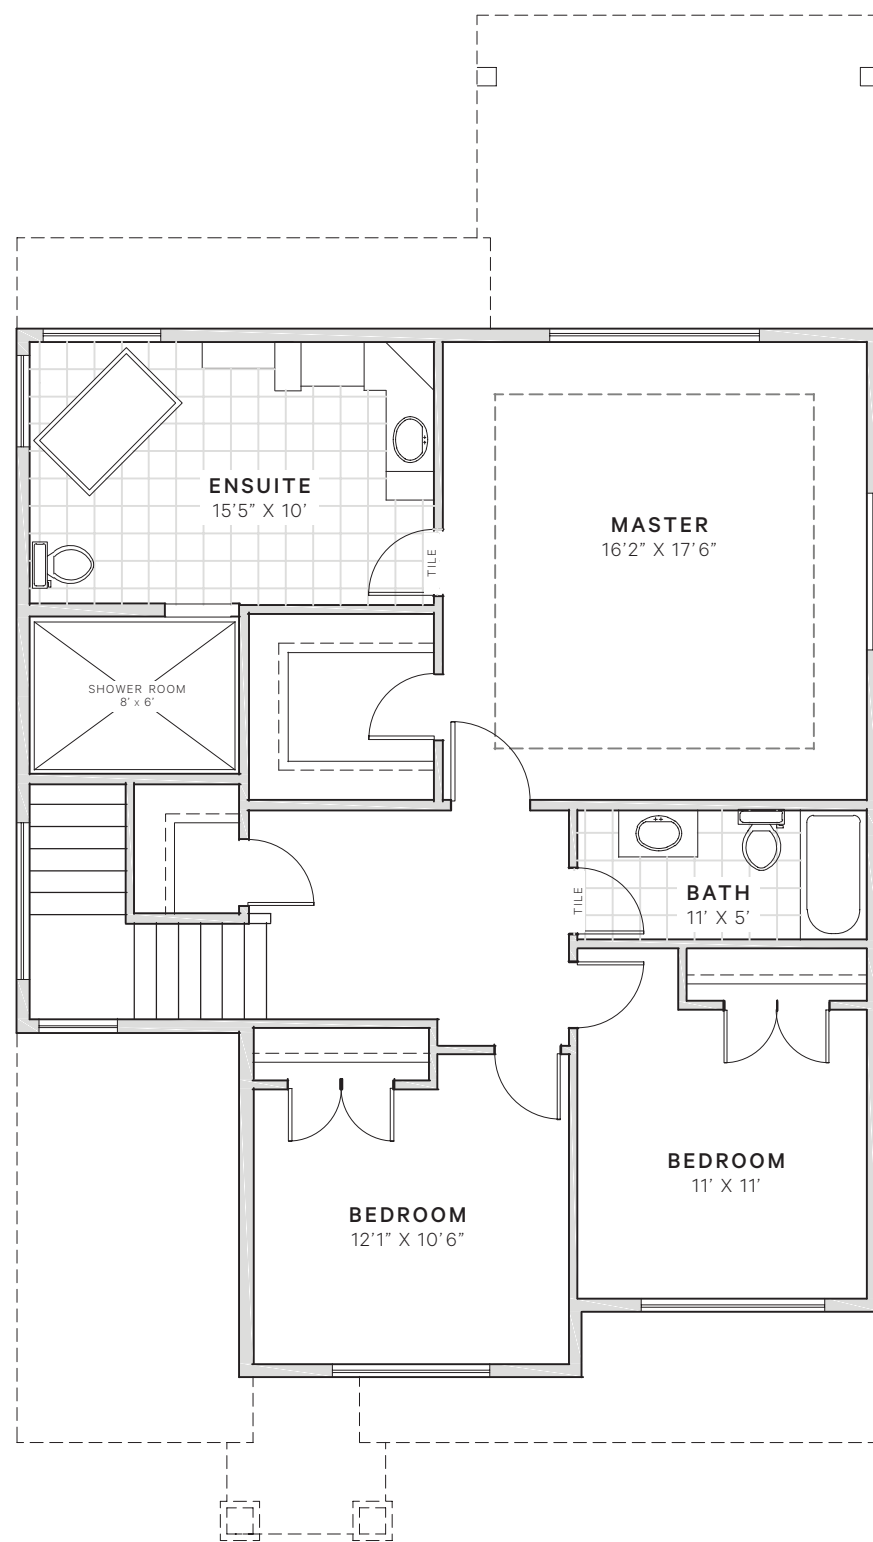 ENSUITE
15’5” X 10’
TILE
MASTER
16’2” X 17’6”
SHOWER ROOM
8’ x 6’
TILE
BATH
11’ X 5’
BEDROOM
11’ X 11’
BEDROOM
12’1” X 10’6”